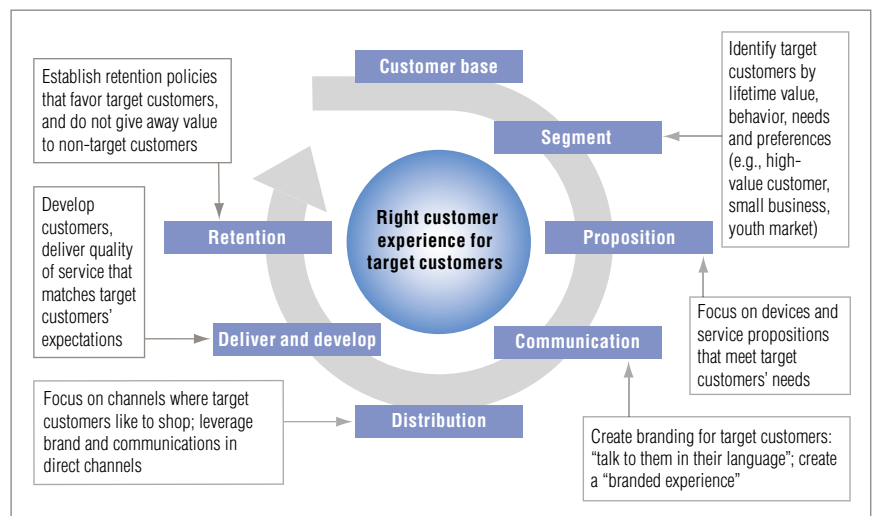 Customer base
Segment
Identify target
customers by
lifetime value,
behavior, needs
and preferences
(e.g., high-
value customer,
small business,
youth market)
Proposition
Focus on devices and
service propositions
that meet target
customers' needs
Communication
Create branding for target customers:
“talk to them in their language”; create
a “branded experience”
Distribution
Focus on channels where target
customers like to shop; leverage
brand and communications in
direct channels
Deliver and develop
Develop
customers,
deliver quality
of service that
matches target
customers’
expectations
Retention
Establish retention policies
that favor target customers,
and do not give away value
to non-target customers
Right customer
experience for
target customers